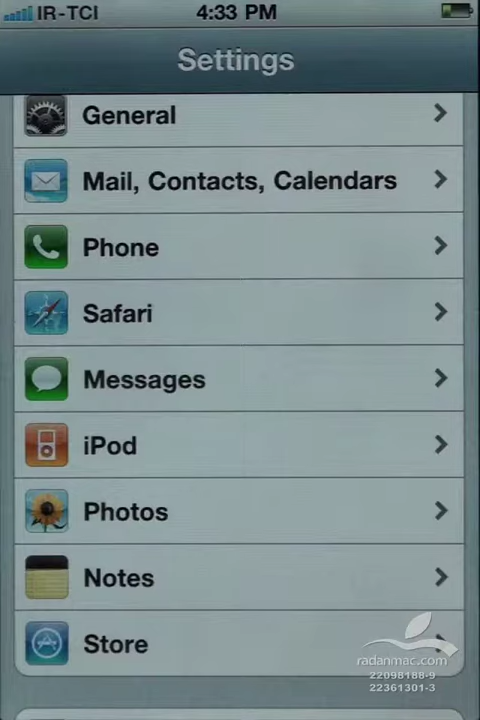 IR-TCI 4:33 PM
Settings
General
Mail, Contacts, Calendars
Phone
Safari
Messages
iPod
Photos
Notes
Store
radanmac.com
22098188-9
22361301-3